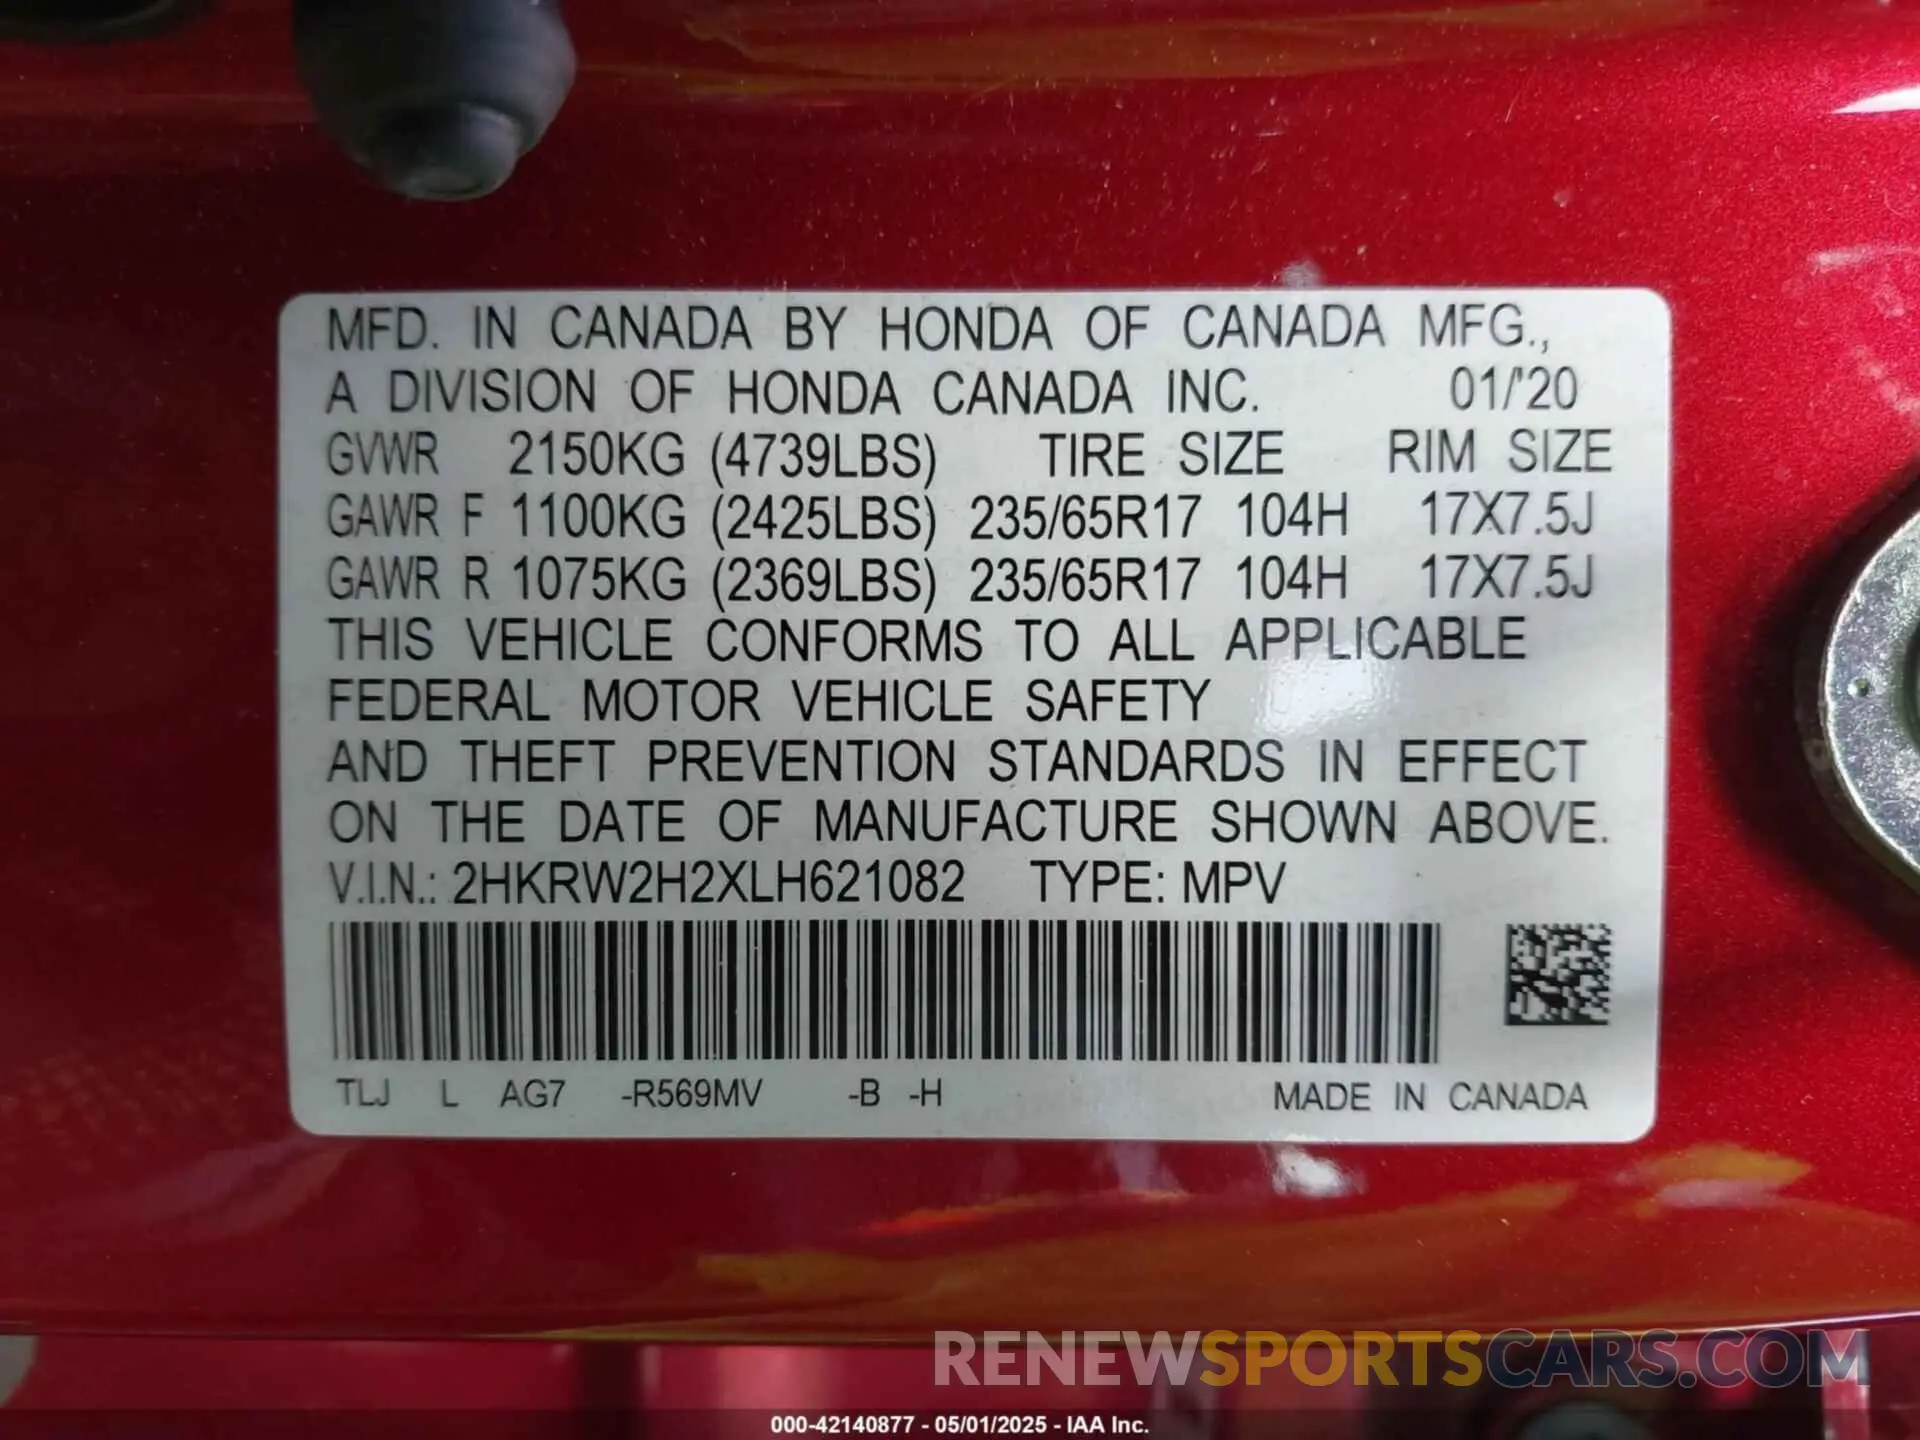 MFD. IN CANADA BY HONDA OF CANADA MFG.,
A DIVISION OF HONDA CANADA INC. 01/'20
GVWR 2150KG (4739LBS) TIRE SIZE RIM SIZE
GAWR F 1100KG (2425LBS) 235/65R17 104H 17X7.5J
GAWR R 1075KG (2369LBS) 235/65R17 104H 17X7.5J
THIS VEHICLE CONFORMS TO ALL APPLICABLE
FEDERAL MOTOR VEHICLE SAFETY
AND THEFT PREVENTION STANDARDS IN EFFECT
ON THE DATE OF MANUFACTURE SHOWN ABOVE.
V.I.N.: 2HKRW2H2XLH621082 TYPE: MPV
TLJ L AG7 -R569MV -B -H MADE IN CANADA
RENEWSPORTSCARS.COM
000-42140877 - 05/01/2025 - IAA Inc.